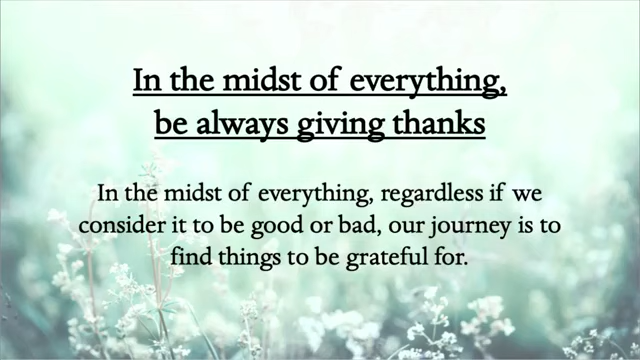 In the midst of everything,
be always giving thanks
In the midst of everything, regardless if we
consider it to be good or bad, our journey is to
find things to be grateful for.